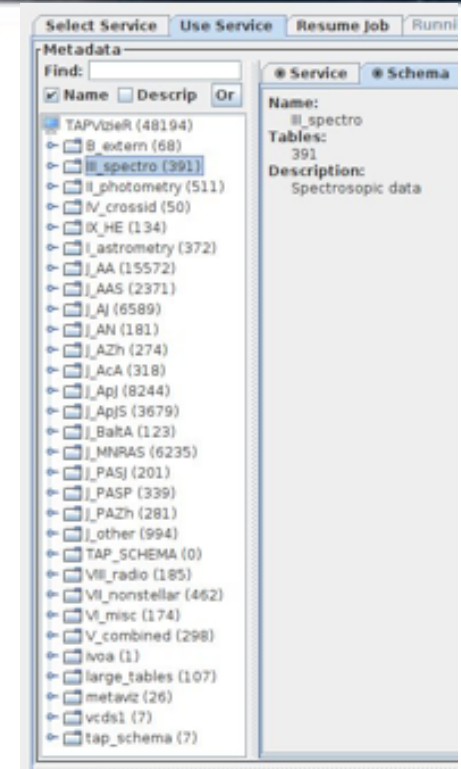 Select Service Use Service Resume Job Runni
Metadata
Find:
Name Descrip Or
TAPVizieR (48194)
B_extern (68)
III_spectro (391)
II_photometry (511)
IV_crossid (50)
IX_HE (134)
I_astrometry (372)
J_AA (15572)
J_AAS (2371)
J_AJ (6589)
J_AN (181)
J_AZh (274)
J_AcA (318)
J_ApJ (8244)
J_ApJS (3679)
J_BaltA (123)
J_MNRAS (6235)
J_PASJ (201)
J_PASP (339)
J_PAZh (281)
J_other (994)
TAP_SCHEMA (0)
VIII_radio (185)
VII_nonstellar (462)
VI_misc (174)
V_combined (298)
ivoa (1)
large_tables (107)
metaviz (26)
vcds1 (7)
tap_schema (7)
Service Schema
Name:
III_spectro
Tables:
391
Description:
Spectrosopic data